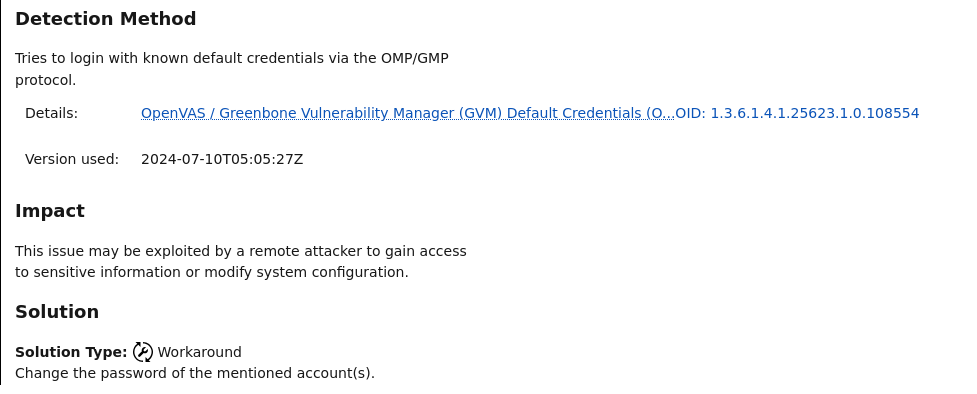 Detection Method
Tries to login with known default credentials via the OMP/GMP
protocol.
Details: OpenVAS / Greenbone Vulnerability Manager (GVM) Default Credentials (O...OID: 1.3.6.1.4.1.25623.1.0.108554
Version used: 2024-07-10T05:05:27Z
Impact
This issue may be exploited by a remote attacker to gain access
to sensitive information or modify system configuration.
Solution
Solution Type: Workaround
Change the password of the mentioned account(s).